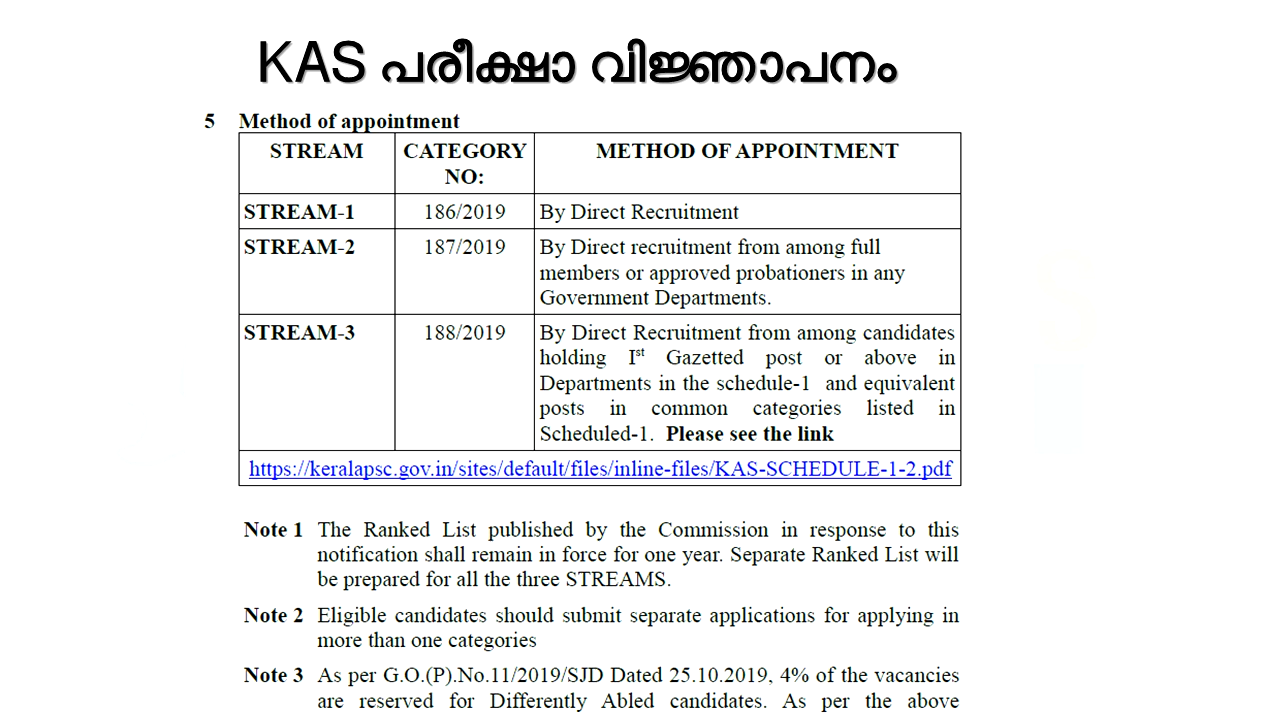 KAS പരീക്ഷാ വിജ്ഞാപനം
5 Method of appointment
STREAM CATEGORY NO: METHOD OF APPOINTMENT
STREAM-1 186/2019 By Direct Recruitment
STREAM-2 187/2019 By Direct recruitment from among full
members or approved probationers in any
Government Departments.
STREAM-3 188/2019 By Direct Recruitment from among candidates
holding Ist Gazetted post or above in
Departments in the schedule-1 and equivalent
posts in common categories listed in
Scheduled-1. Please see the link
https://keralapsc.gov.in/sites/default/files/inline-files/KAS-SCHEDULE-1-2.pdf
Note 1 The Ranked List published by the Commission in response to this
notification shall remain in force for one year. Separate Ranked List will
be prepared for all the three STREAMS.
Note 2 Eligible candidates should submit separate applications for applying in
more than one categories
Note 3 As per G.O.(P).No.11/2019/SJD Dated 25.10.2019, 4% of the vacancies
are reserved for Differently Abled candidates. As per the above